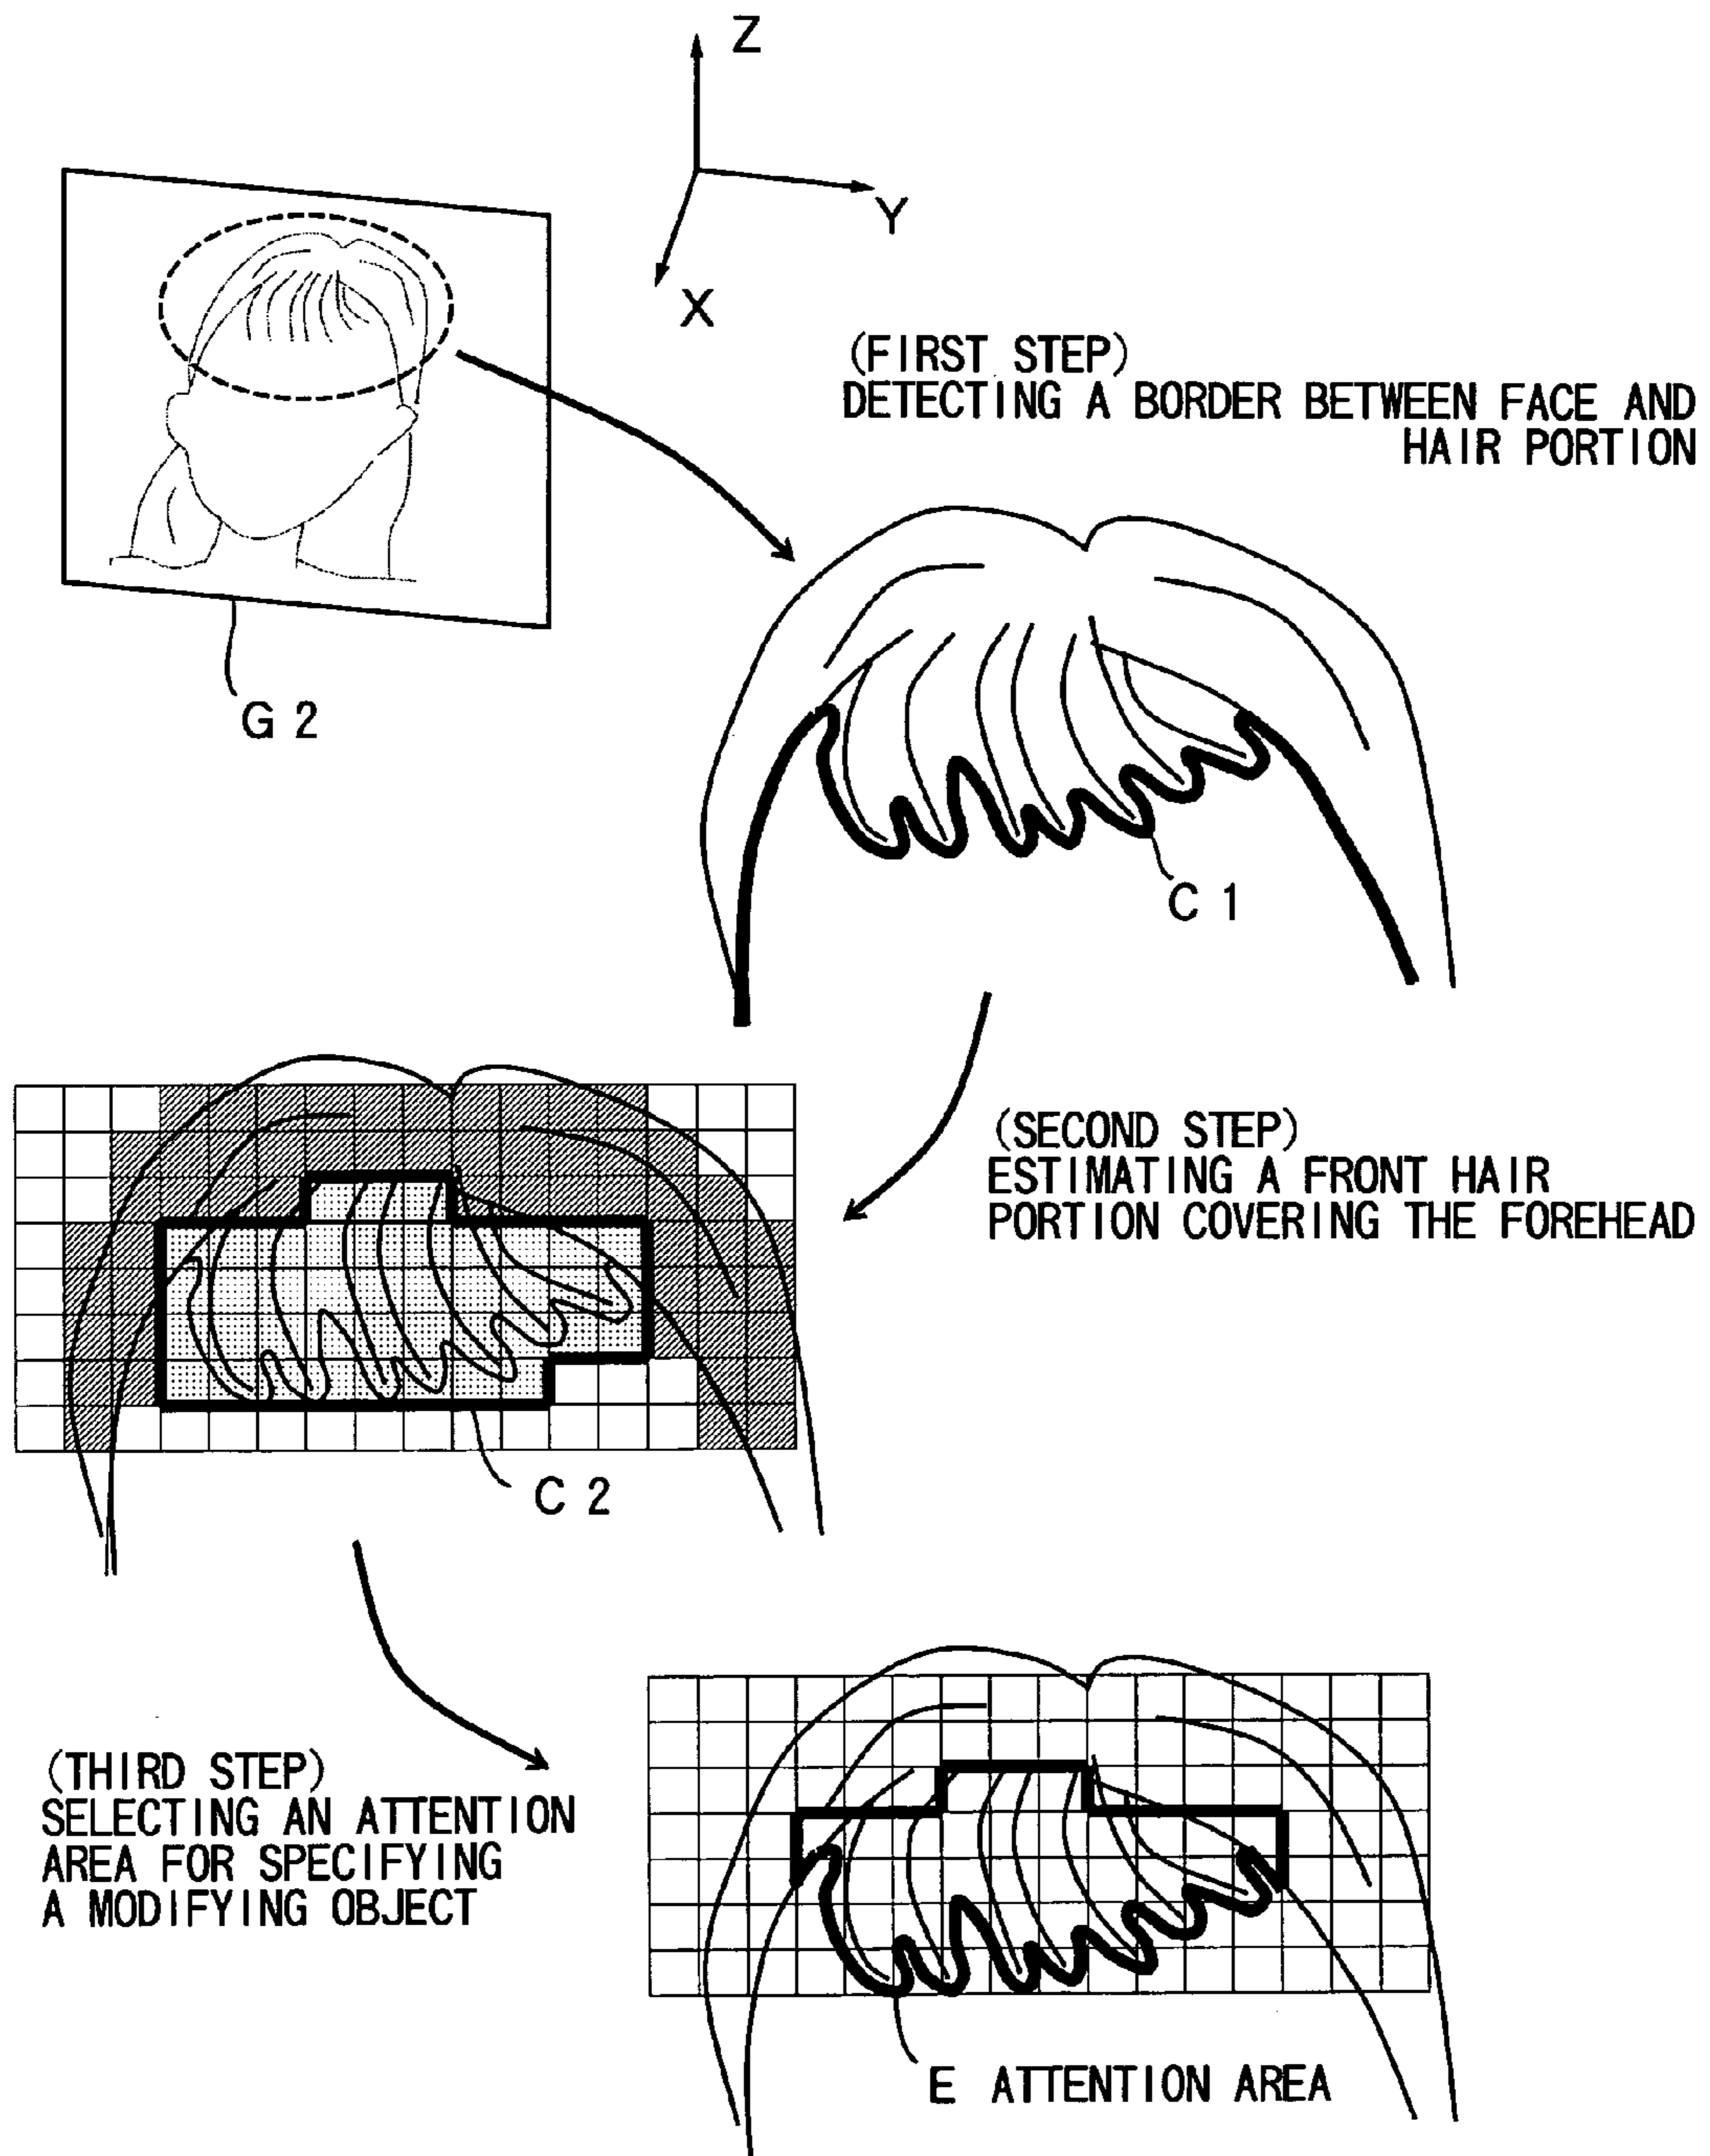 Z
Y
X
(FIRST STEP)
DETECTING A BORDER BETWEEN FACE AND
HAIR PORTION
G 2
C 1
(SECOND STEP)
ESTIMATING A FRONT HAIR
PORTION COVERING THE FOREHEAD
C 2
(THIRD STEP)
SELECTING AN ATTENTION
AREA FOR SPECIFYING
A MODIFYING OBJECT
E ATTENTION AREA